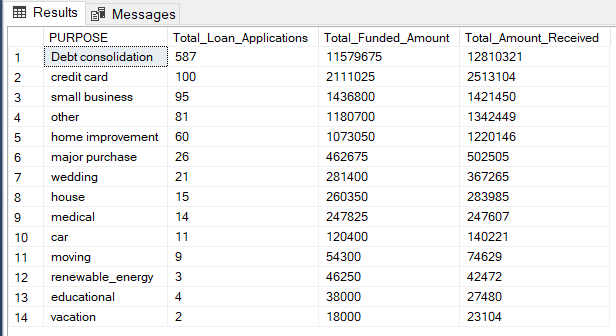 Results Messages
PURPOSE Total_Loan_Applications Total_Funded_Amount Total_Amount_Received
1 Debt consolidation 587 11579675 12810321
2 credit card 100 2111025 2513104
3 small business 95 1436800 1421450
4 other 81 1180700 1342449
5 home improvement 60 1073050 1220146
6 major purchase 26 462675 502505
7 wedding 21 281400 367265
8 house 15 260350 283985
9 medical 14 247825 247607
10 car 11 120400 140221
11 moving 9 54300 74629
12 renewable_energy 3 46250 42472
13 educational 4 38000 27480
14 vacation 2 18000 23104